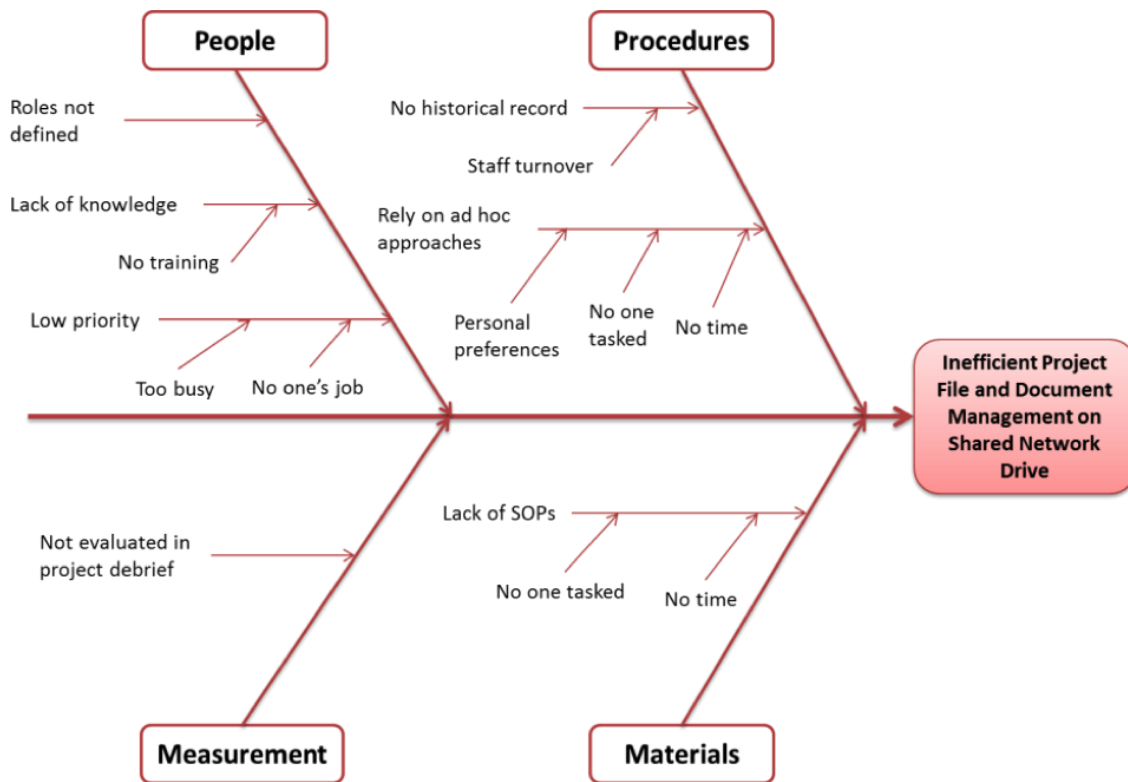 People
Procedures
Roles not
defined
No historical record
Staff turnover
Lack of knowledge
No training
Rely on ad hoc
approaches
Personal
preferences
No one
tasked
No time
Low priority
Too busy
No one’s job
Inefficient Project
File and Document
Management on
Shared Network
Drive
Not evaluated in
project debrief
Lack of SOPs
No one tasked
No time
Measurement
Materials